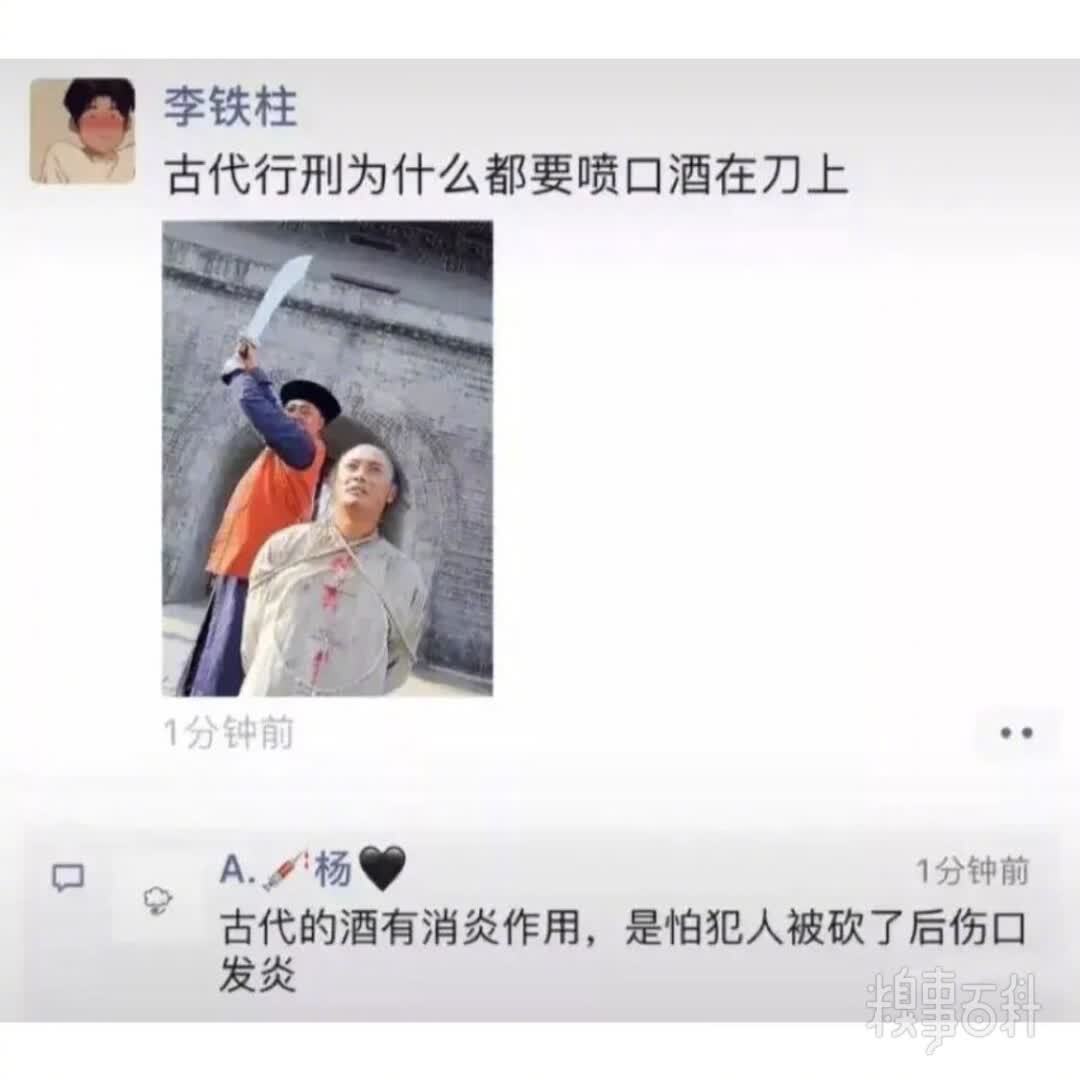 李铁柱
古代行刑为什么都要喷口酒在刀上
1分钟前
A.💉杨🖤
1分钟前
古代的酒有消炎作用，是怕犯人被砍了后伤口
发炎
糗事百科